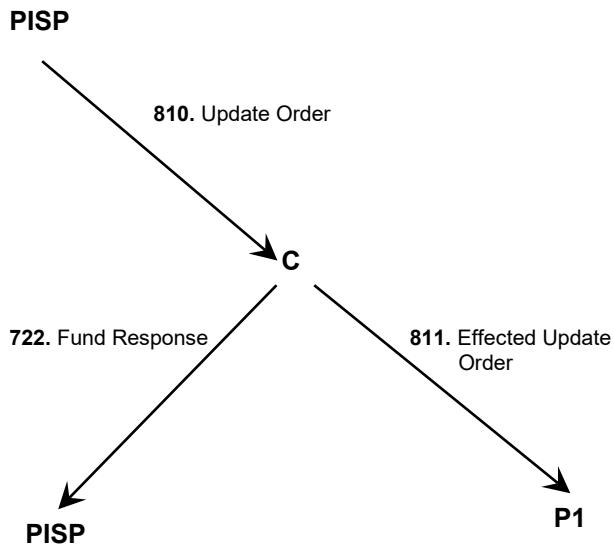 PISP
810. Update Order
C
722. Fund Response
811. Effected Update
Order
PISP
P1